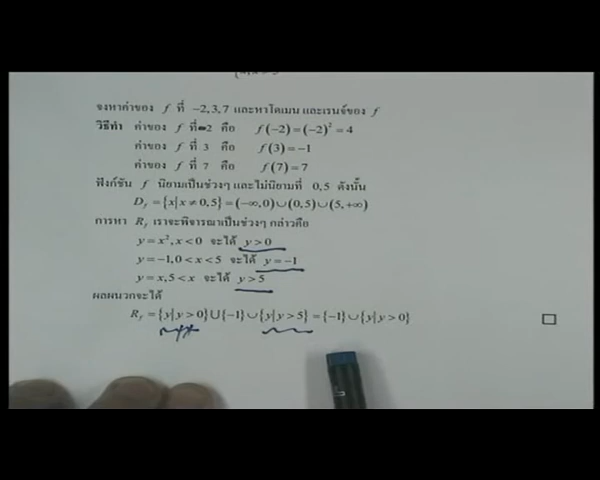 จงหาค่าของ f ที่ −2,3,7 และหาโดเมน และเรนจ์ของ f
วิธีทำ ค่าของ f ที่ −2 คือ f(−2)=(−2)²=4
ค่าของ f ที่ 3 คือ f(3)=−1
ค่าของ f ที่ 7 คือ f(7)=7
ฟังก์ชัน f นิยามเป็นช่วงๆ และไม่นิยามที่ 0,5 ดังนั้น
D_f={x|x≠0,5}=(−∞,0)∪(0,5)∪(5,+∞)
การหา R_f เราจะพิจารณาเป็นช่วงๆ กล่าวคือ
y=x²,x<0 จะได้ y>0
y=−1,0<x<5 จะได้ y=−1
y=x,5<x จะได้ y>5
ผลผนวกจะได้
R_f={y|y>0}∪{−1}∪{y|y>5}={−1}∪{y|y>0}